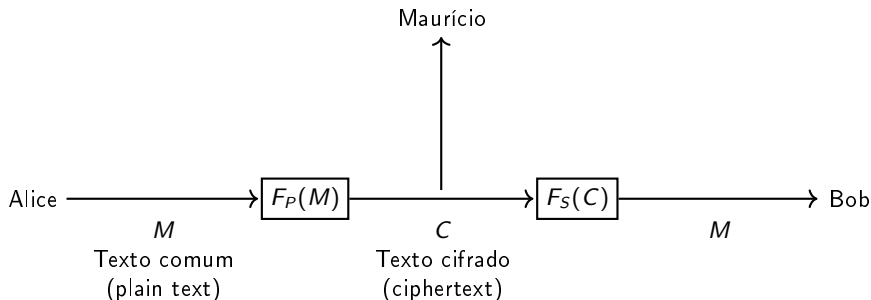 Maurício
Alice
F_P(M)
F_S(C)
Bob
M
C
M
Texto comum
Texto cifrado
(plain text)
(ciphertext)